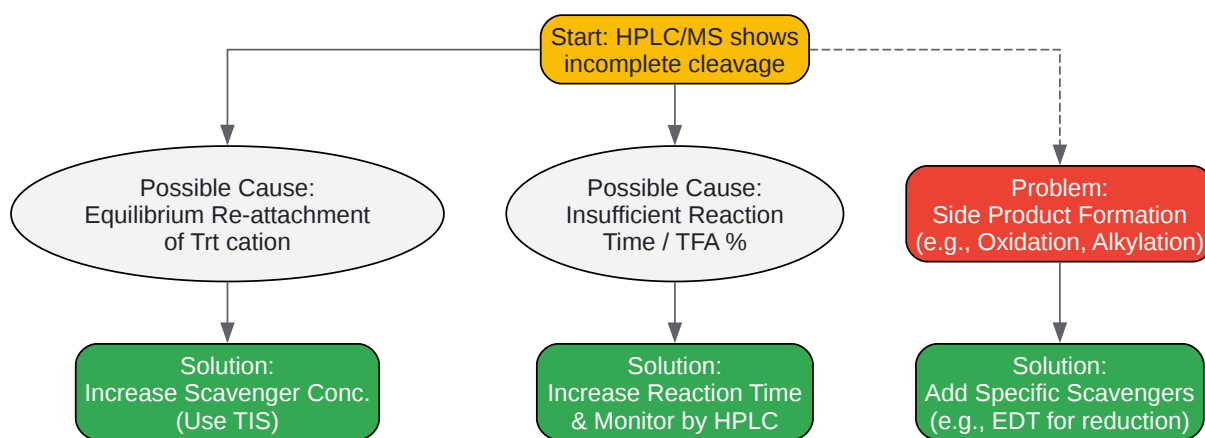 Start: HPLC/MS shows
incomplete cleavage
Possible Cause:
Equilibrium Re-attachment
of Trt cation
Possible Cause:
Insufficient Reaction
Time / TFA %
Problem:
Side Product Formation
(e.g., Oxidation, Alkylation)
Solution:
Increase Scavenger Conc.
(Use TIS)
Solution:
Increase Reaction Time
& Monitor by HPLC
Solution:
Add Specific Scavengers
(e.g., EDT for reduction)